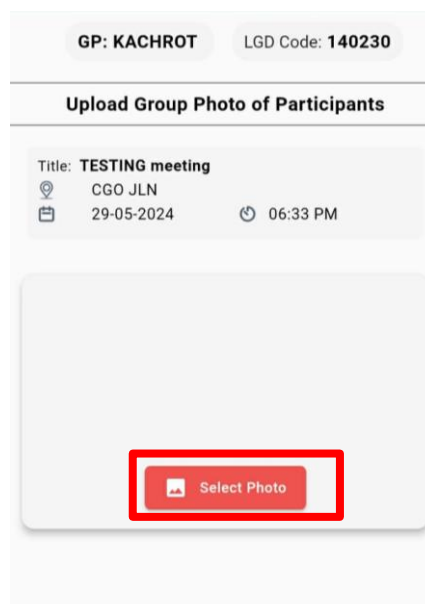 GP: KACHROT LGD Code: 140230
Upload Group Photo of Participants
Title: TESTING meeting
CGO JLN
29-05-2024 06:33 PM
Select Photo